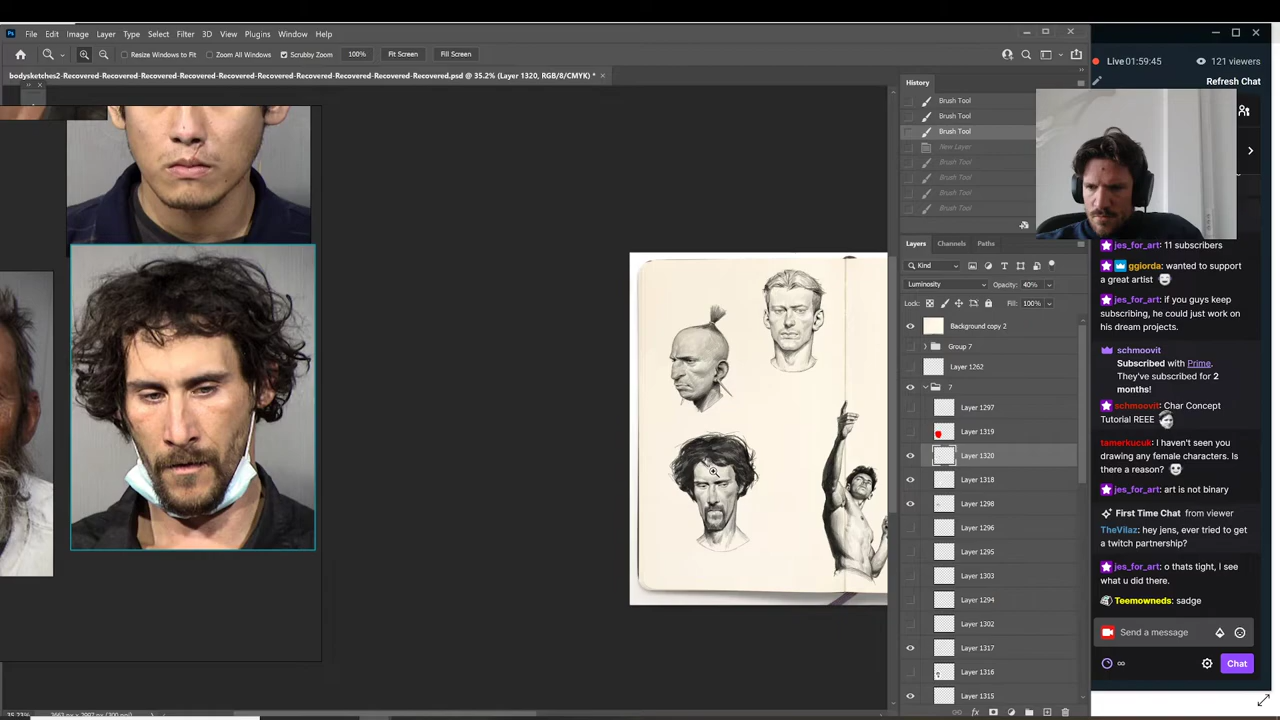 File Edit Image Layer Type Select Filter 3D View Plugins Window Help
Resize Windows to Fit Zoom All Windows Scrubby Zoom 100% Fit Screen Fill Screen
bodysketches2-Recovered-Recovered-Recovered-Recovered-Recovered-Recovered-Recovered-Recovered-Recovered.psd @ 35.2% (Layer 1320, RGB/8/CMYK) *
History
Brush Tool
Brush Tool
Brush Tool
New Layer
Brush Tool
Brush Tool
Brush Tool
Brush Tool
Layers Channels Paths
Kind
Luminosity Opacity: 40%
Lock: Fill: 100%
Background copy 2
Group 7
Layer 1262
7
Layer 1297
Layer 1319
Layer 1320
Layer 1318
Layer 1298
Layer 1296
Layer 1295
Layer 1303
Layer 1294
Layer 1302
Layer 1317
Layer 1316
Layer 1315
Live 01:59:45 121 viewers
Refresh Chat
jes_for_art: 11 subscribers
ggiorda: wanted to support
a great artist
jes_for_art: if you guys keep
subscribing, he could just work on
his dream projects.
schmoovit
Subscribed with Prime.
They've subscribed for 2
months!
schmoovit: Char Concept
Tutorial REEE
tamerkucuk: I haven't seen you
drawing any female characters. Is
there a reason?
jes_for_art: art is not binary
First Time Chat from viewer
TheVilaz: hey jens, ever tried to get
a twitch partnership?
jes_for_art: o thats tight, I see
what u did there.
Teemowneds: sadge
Send a message
∞ Chat